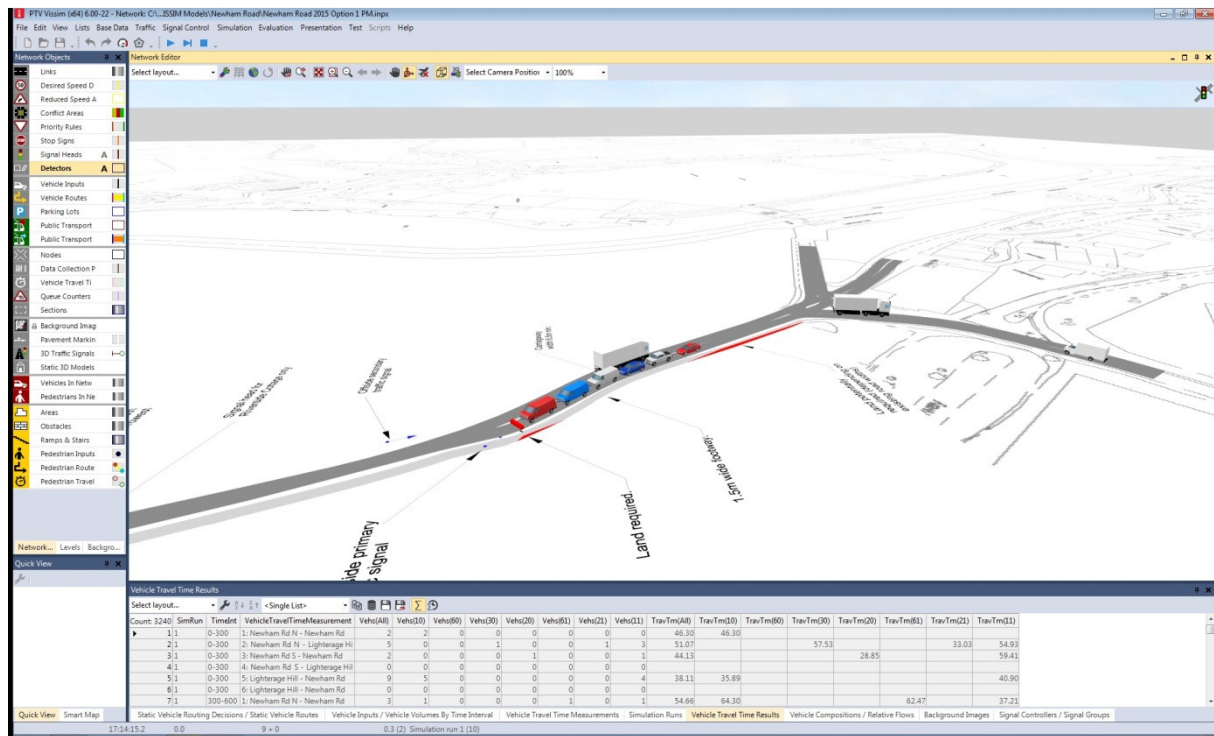 PTV Vissim (x64) 6.00-22 - Network: C:\...ISSIM Models\Newham Road\Newham Road 2015 Option 1 PM.inpx
File Edit View Lists Base Data Traffic Signal Control Simulation Evaluation Presentation Test Scripts Help
Network Objects
Links
Desired Speed D
Reduced Speed A
Conflict Areas
Priority Rules
Stop Signs
Signal Heads A
Detectors A
Vehicle Inputs
Vehicle Routes
Parking Lots
Public Transport
Public Transport
Nodes
Data Collection P
Vehicle Travel Ti
Queue Counters
Sections
Background Imag
Pavement Markin
3D Traffic Signals
Static 3D Models
Vehicles In Netw
Pedestrians In Ne
Areas
Obstacles
Ramps & Stairs
Pedestrian Inputs
Pedestrian Route
Pedestrian Travel
Network... Levels Backgro...
Quick View
Quick View Smart Map
Network Editor
Select layout... Select Camera Position 100%
Carriageway
Offside secondary
traffic signal
Signal head for
Riverside Cottage only
Land potentially
required (depending on
existing road width)
1.5m wide footway.
Land required.
side primary
signal
Vehicle Travel Time Results
Select layout... <Single List>
Count: 3240 SimRun TimeInt VehicleTravelTimeMeasurement Vehs(All) Vehs(10) Vehs(60) Vehs(30) Vehs(20) Vehs(61) Vehs(21) Vehs(11) TravTm(All) TravTm(10) TravTm(60) TravTm(30) TravTm(20) TravTm(61) TravTm(21) TravTm(11)
1 1 0-300 1: Newham Rd N - Newham Rd 2 2 0 0 0 0 0 0 46.30 46.30
2 1 0-300 2: Newham Rd N - Lighterage Hi 5 0 0 1 0 0 1 3 51.07 57.53 33.03 54.93
3 1 0-300 3: Newham Rd S - Newham Rd 2 0 0 0 1 0 0 1 44.13 28.85 59.41
4 1 0-300 4: Newham Rd S - Lighterage Hil 0 0 0 0 0 0 0 0
5 1 0-300 5: Lighterage Hill - Newham Rd 9 5 0 0 0 0 0 4 38.11 35.89 40.90
6 1 0-300 6: Lighterage Hill - Newham Rd 0 0 0 0 0 0 0 0
7 1 300-600 1: Newham Rd N - Newham Rd 3 1 0 0 0 1 0 1 54.66 64.30 62.47 37.21
Static Vehicle Routing Decisions / Static Vehicle Routes Vehicle Inputs / Vehicle Volumes By Time Interval Vehicle Travel Time Measurements Simulation Runs Vehicle Travel Time Results Vehicle Compositions / Relative Flows Background Images Signal Controllers / Signal Groups
17:14:15.2 0.0 9 + 0 0.3 (2) Simulation run 1 (10)